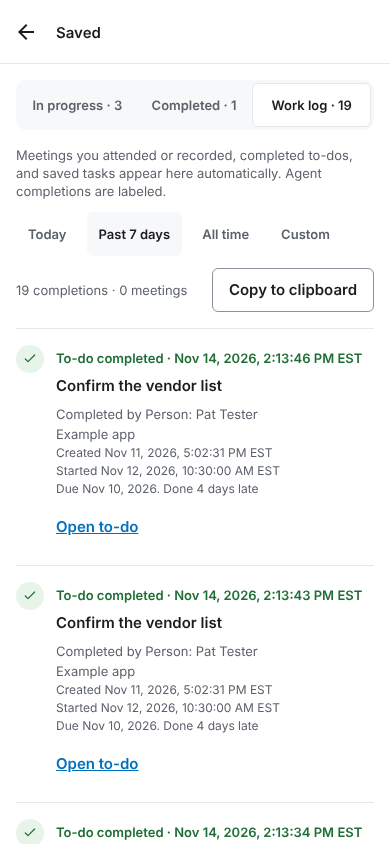 Saved
In progress · 3
Completed · 1
Work log · 19
Meetings you attended or recorded, completed to-dos,
and saved tasks appear here automatically. Agent
completions are labeled.
Today
Past 7 days
All time
Custom
19 completions · 0 meetings
Copy to clipboard
To-do completed · Nov 14, 2026, 2:13:46 PM EST
Confirm the vendor list
Completed by Person: Pat Tester
Example app
Created Nov 11, 2026, 5:02:31 PM EST
Started Nov 12, 2026, 10:30:00 AM EST
Due Nov 10, 2026. Done 4 days late
Open to-do
To-do completed · Nov 14, 2026, 2:13:43 PM EST
Confirm the vendor list
Completed by Person: Pat Tester
Example app
Created Nov 11, 2026, 5:02:31 PM EST
Started Nov 12, 2026, 10:30:00 AM EST
Due Nov 10, 2026. Done 4 days late
Open to-do
To-do completed · Nov 14, 2026, 2:13:34 PM EST